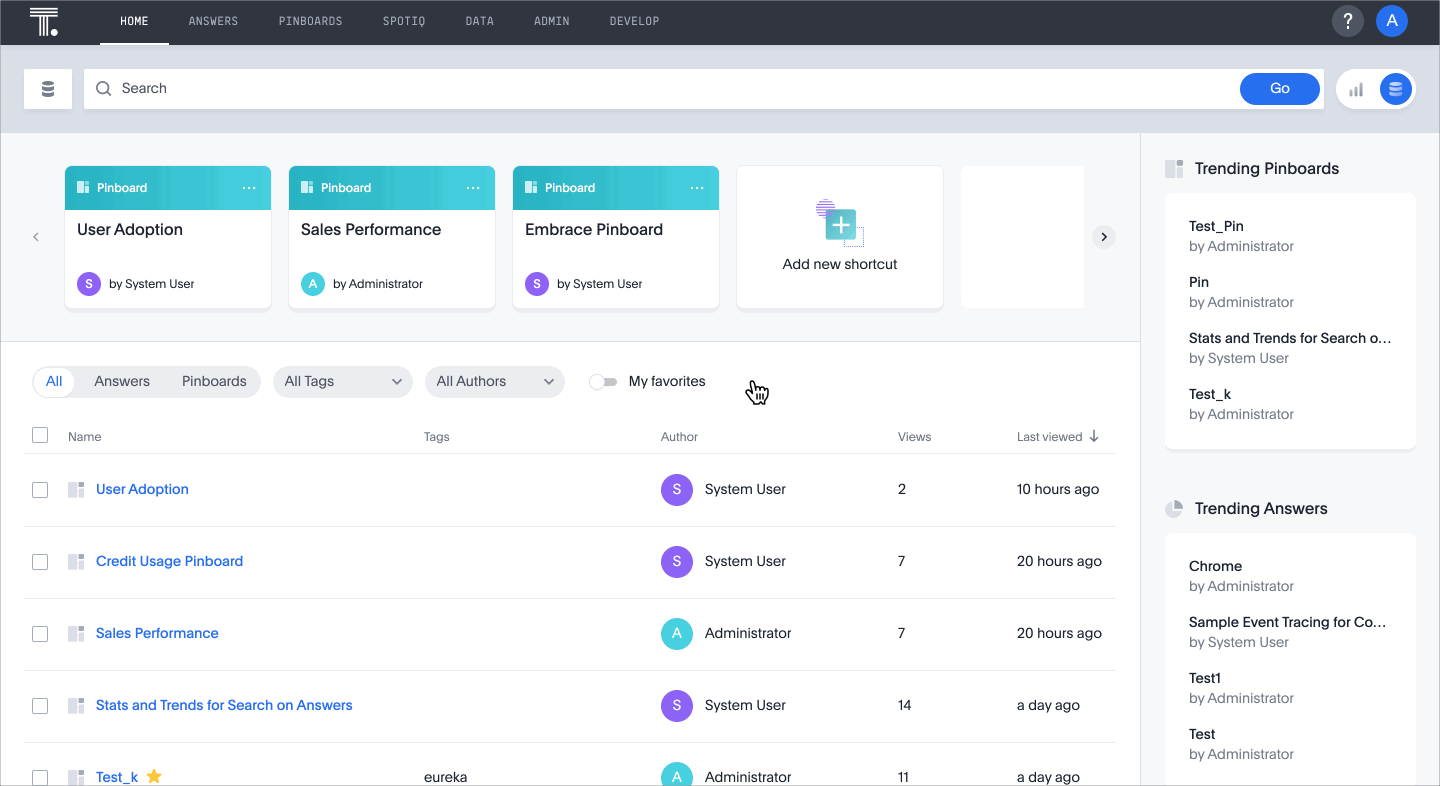 T.
HOME ANSWERS PINBOARDS SPOTIQ DATA ADMIN DEVELOP ? A
Search Go
Pinboard ...
User Adoption
S by System User
Pinboard ...
Sales Performance
A by Administrator
Pinboard ...
Embrace Pinboard
S by System User
Add new shortcut
All Answers Pinboards All Tags All Authors My favorites
Name Tags Author Views Last viewed
User Adoption S System User 2 10 hours ago
Credit Usage Pinboard S System User 7 20 hours ago
Sales Performance A Administrator 7 20 hours ago
Stats and Trends for Search on Answers S System User 14 a day ago
Test_k eureka A Administrator 11 a day ago
Trending Pinboards
Test_Pin
by Administrator
Pin
by Administrator
Stats and Trends for Search o...
by System User
Test_k
by Administrator
Trending Answers
Chrome
by Administrator
Sample Event Tracing for Co...
by System User
Test1
by Administrator
Test
by Administrator